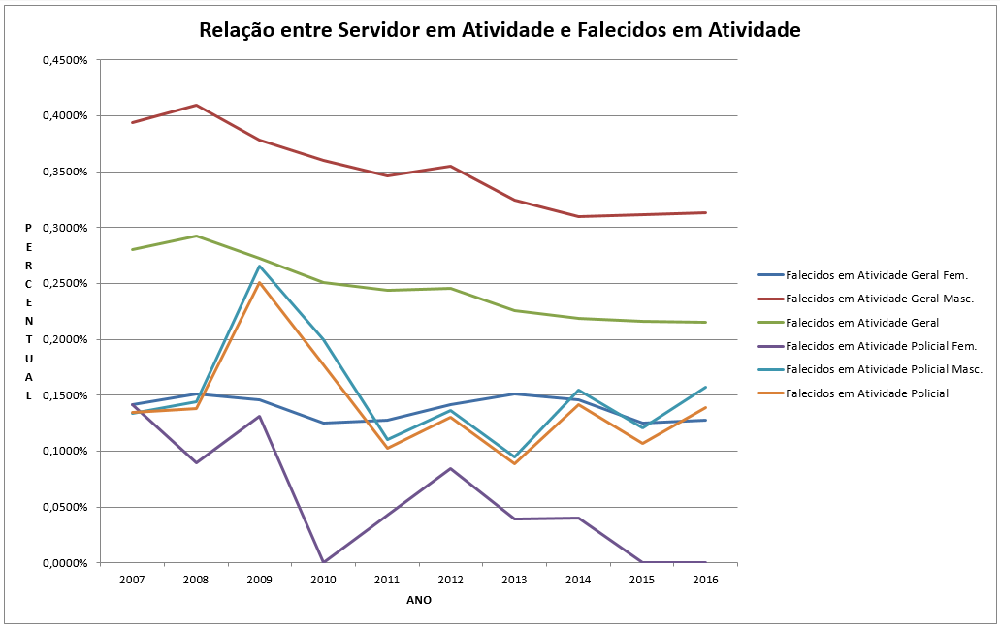 Relação entre Servidor em Atividade e Falecidos em Atividade
0,4500%
0,4000%
0,3500%
0,3000%
0,2500%
0,2000%
0,1500%
0,1000%
0,0500%
0,0000%
PERCENTUAL
2007 2008 2009 2010 2011 2012 2013 2014 2015 2016
ANO
Falecidos em Atividade Geral Fem.
Falecidos em Atividade Geral Masc.
Falecidos em Atividade Geral
Falecidos em Atividade Policial Fem.
Falecidos em Atividade Policial Masc.
Falecidos em Atividade Policial